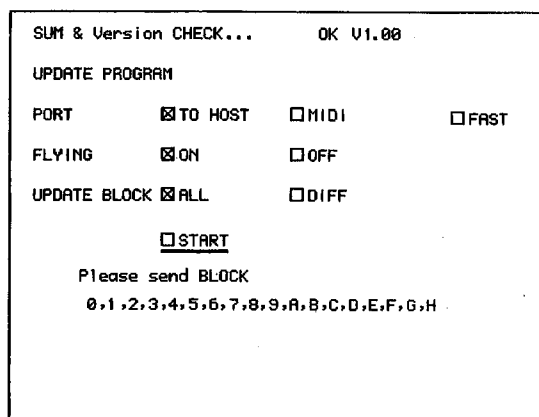 SUM & Version CHECK... OK V1.00
UPDATE PROGRAM
PORT ☒TO HOST ☐MIDI ☐FAST
FLYING ☒ON ☐OFF
UPDATE BLOCK ☒ALL ☐DIFF
☐START
Please send BLOCK
0,1,2,3,4,5,6,7,8,9,A,B,C,D,E,F,G,H